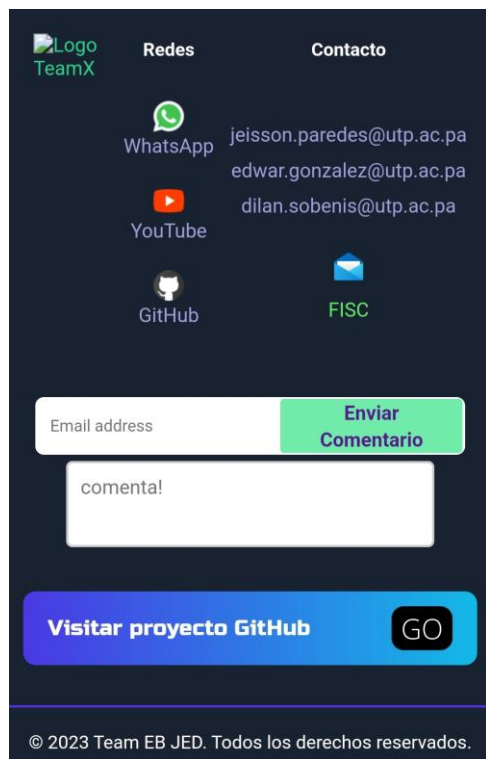 Logo
TeamX
Redes
Contacto
WhatsApp
YouTube
GitHub
jeisson.paredes@utp.ac.pa
edwar.gonzalez@utp.ac.pa
dilan.sobenis@utp.ac.pa
FISC
Email address
Enviar
Comentario
comenta!
Visitar proyecto GitHub
GO
© 2023 Team EB JED. Todos los derechos reservados.